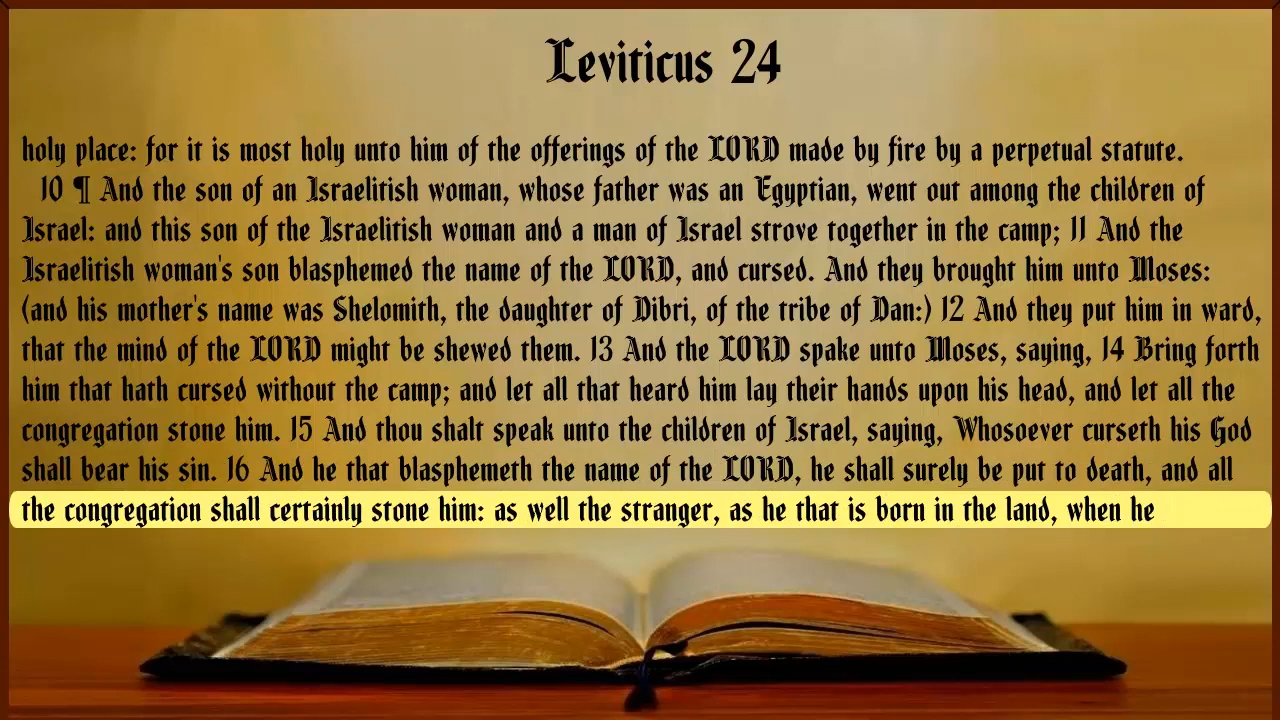 Leviticus 24
holy place: for it is most holy unto him of the offerings of the LORD made by fire by a perpetual statute.
10 ¶ And the son of an Israelitish woman, whose father was an Egyptian, went out among the children of
Israel: and this son of the Israelitish woman and a man of Israel strove together in the camp; 11 And the
Israelitish woman's son blasphemed the name of the LORD, and cursed. And they brought him unto Moses:
(and his mother's name was Shelomith, the daughter of Dibri, of the tribe of Dan:) 12 And they put him in ward,
that the mind of the LORD might be shewed them. 13 And the LORD spake unto Moses, saying, 14 Bring forth
him that hath cursed without the camp; and let all that heard him lay their hands upon his head, and let all the
congregation stone him. 15 And thou shalt speak unto the children of Israel, saying, Whosoever curseth his God
shall bear his sin. 16 And he that blasphemeth the name of the LORD, he shall surely be put to death, and all
the congregation shall certainly stone him: as well the stranger, as he that is born in the land, when he